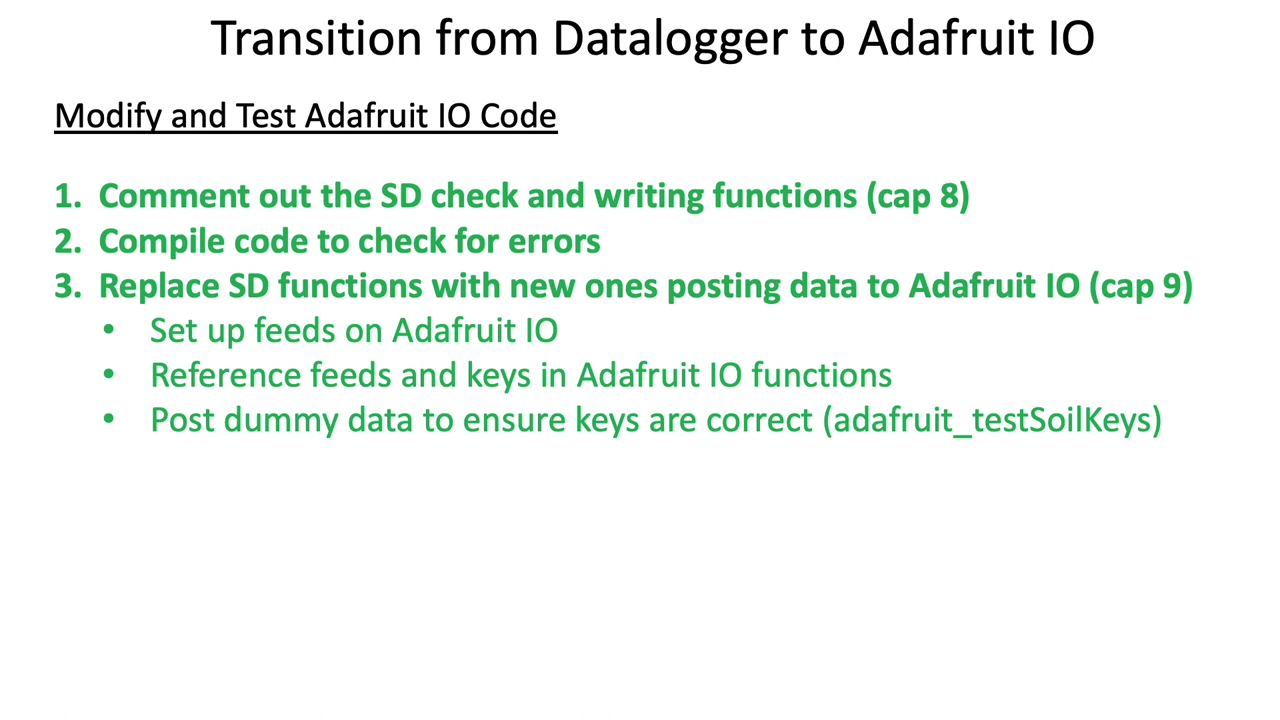 Transition from Datalogger to Adafruit IO
Modify and Test Adafruit IO Code
1. Comment out the SD check and writing functions (cap 8)
2. Compile code to check for errors
3. Replace SD functions with new ones posting data to Adafruit IO (cap 9)
• Set up feeds on Adafruit IO
• Reference feeds and keys in Adafruit IO functions
• Post dummy data to ensure keys are correct (adafruit_testSoilKeys)